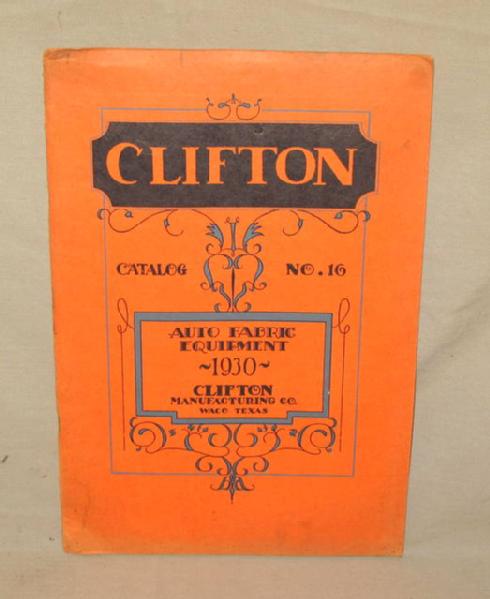 CLIFTON
CATALOG NO. 16
AUTO FABRIC
EQUIPMENT
~1930~
CLIFTON
MANUFACTURING CO.
WACO TEXAS